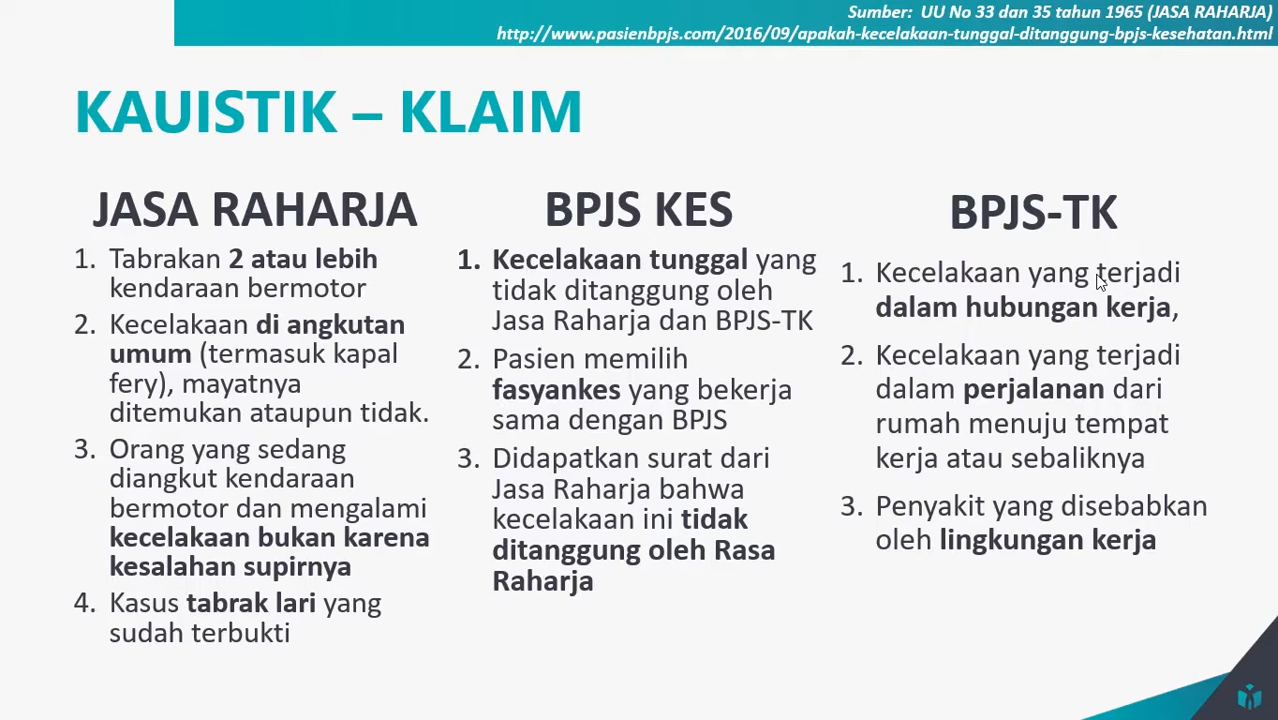 Sumber: UU No 33 dan 35 tahun 1965 (JASA RAHARJA)
http://www.pasienbpjs.com/2016/09/apakah-kecelakaan-tunggal-ditanggung-bpjs-kesehatan.html
KAUISTIK – KLAIM
JASA RAHARJA
1. Tabrakan 2 atau lebih
kendaraan bermotor
2. Kecelakaan di angkutan
umum (termasuk kapal
fery), mayatnya
ditemukan ataupun tidak.
3. Orang yang sedang
diangkut kendaraan
bermotor dan mengalami
kecelakaan bukan karena
kesalahan supirnya
4. Kasus tabrak lari yang
sudah terbukti
BPJS KES
1. Kecelakaan tunggal yang
tidak ditanggung oleh
Jasa Raharja dan BPJS-TK
2. Pasien memilih
fasyankes yang bekerja
sama dengan BPJS
3. Didapatkan surat dari
Jasa Raharja bahwa
kecelakaan ini tidak
ditanggung oleh Rasa
Raharja
BPJS-TK
1. Kecelakaan yang terjadi
dalam hubungan kerja,
2. Kecelakaan yang terjadi
dalam perjalanan dari
rumah menuju tempat
kerja atau sebaliknya
3. Penyakit yang disebabkan
oleh lingkungan kerja